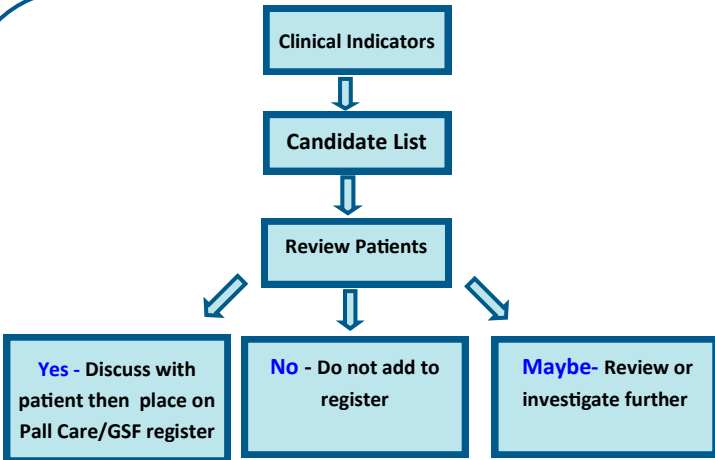 Clinical Indicators
Candidate List
Review Patients
Yes - Discuss with
patient then place on
Pall Care/GSF register
No - Do not add to
register
Maybe- Review or
investigate further